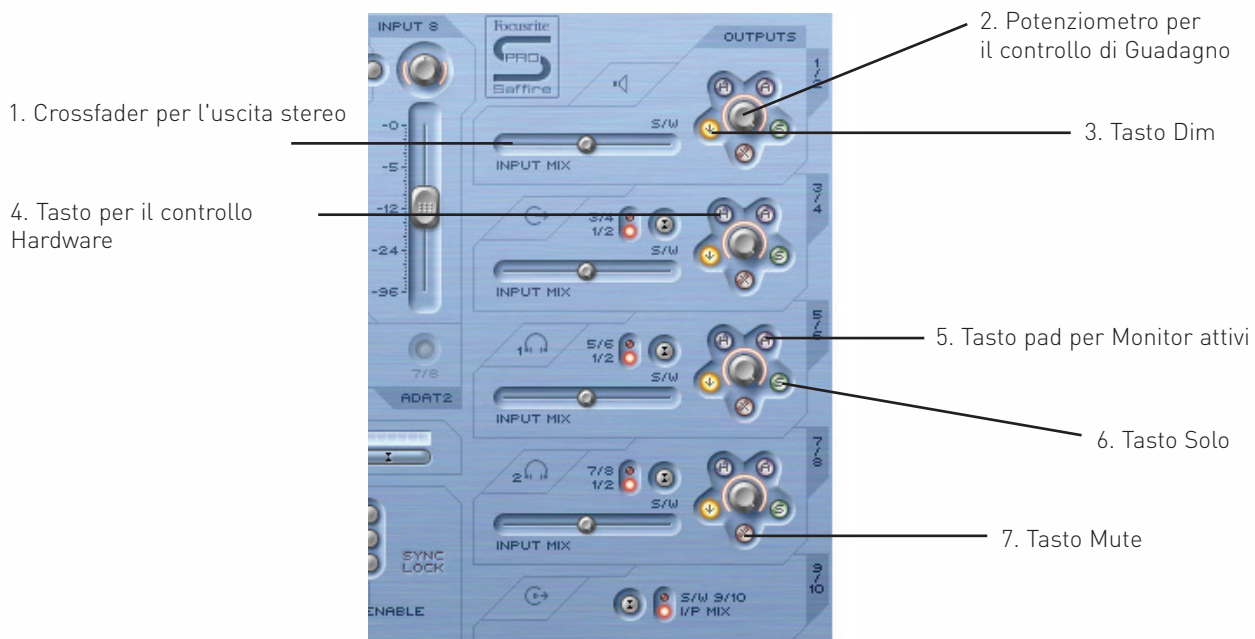 INPUT 8
Focusrite
PRO
Saffire
OUTPUTS
1/2
2. Potenziometro per
il controllo di Guadagno
1. Crossfader per l'uscita stereo
S/W
INPUT MIX
3. Tasto Dim
-0
-5
-12
-24
-96
4. Tasto per il controllo
Hardware
3/4
3/4
1/2
S/W
INPUT MIX
H
A
S
5/6
1
5/6
1/2
S/W
INPUT MIX
5. Tasto pad per Monitor attivi
7/8
ADAT2
6. Tasto Solo
7/8
2
7/8
1/2
S/W
INPUT MIX
7. Tasto Mute
SYNC
LOCK
ENABLE
9/10
S/W 9/10
I/P MIX